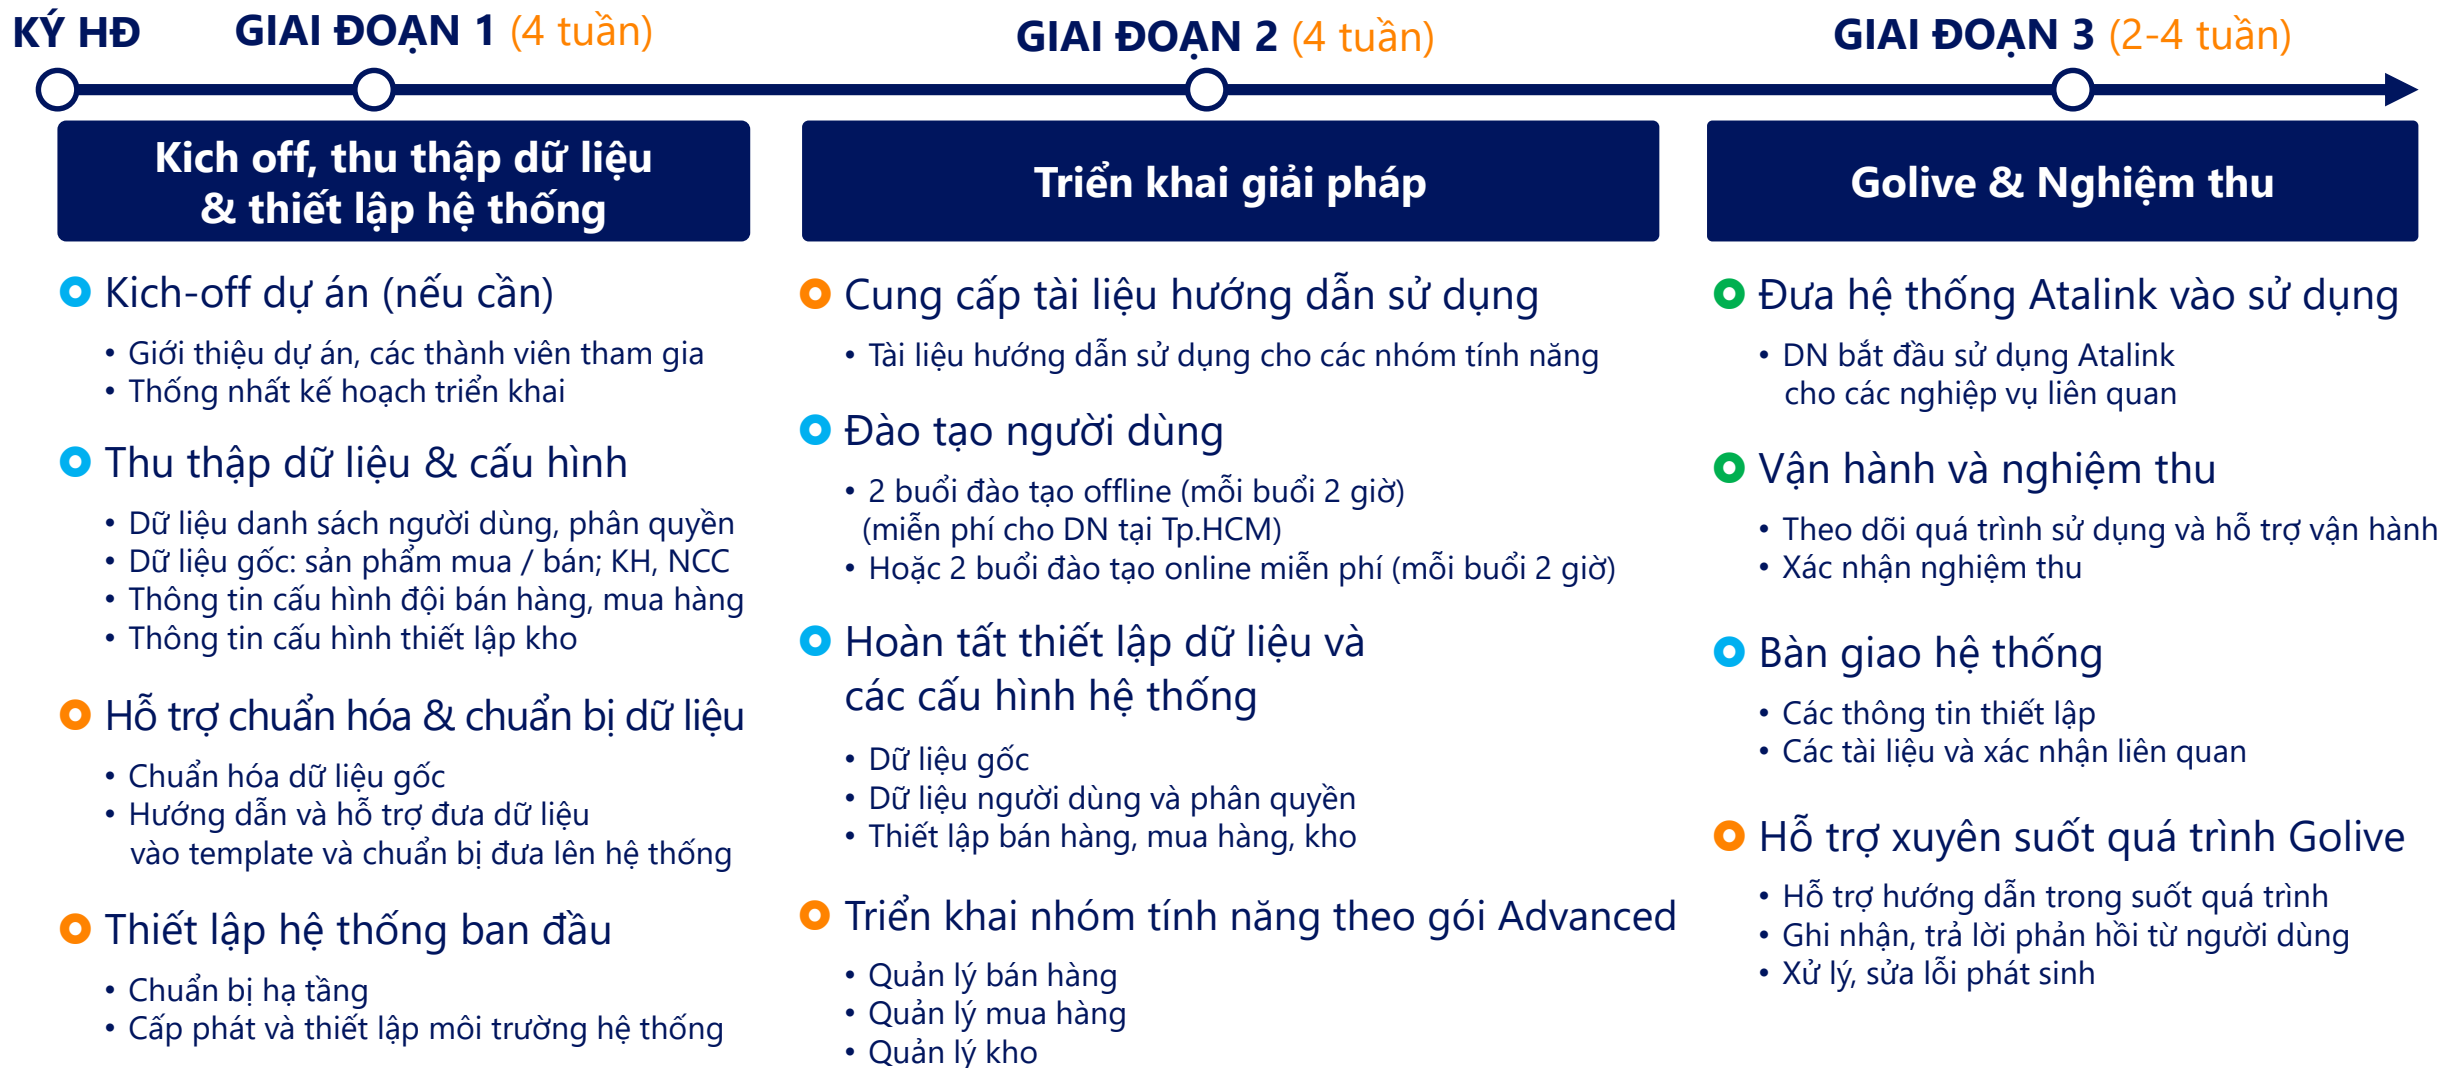 KÝ HĐ
GIAI ĐOẠN 1 (4 tuần)
GIAI ĐOẠN 2 (4 tuần)
GIAI ĐOẠN 3 (2-4 tuần)
Kich off, thu thập dữ liệu
& thiết lập hệ thống
Kich-off dự án (nếu cần)
• Giới thiệu dự án, các thành viên tham gia
• Thống nhất kế hoạch triển khai
Thu thập dữ liệu & cấu hình
• Dữ liệu danh sách người dùng, phân quyền
• Dữ liệu gốc: sản phẩm mua / bán; KH, NCC
• Thông tin cấu hình đội bán hàng, mua hàng
• Thông tin cấu hình thiết lập kho
Hỗ trợ chuẩn hóa & chuẩn bị dữ liệu
• Chuẩn hóa dữ liệu gốc
• Hướng dẫn và hỗ trợ đưa dữ liệu
vào template và chuẩn bị đưa lên hệ thống
Thiết lập hệ thống ban đầu
• Chuẩn bị hạ tầng
• Cấp phát và thiết lập môi trường hệ thống
Triển khai giải pháp
Cung cấp tài liệu hướng dẫn sử dụng
• Tài liệu hướng dẫn sử dụng cho các nhóm tính năng
Đào tạo người dùng
• 2 buổi đào tạo offline (mỗi buổi 2 giờ)
(miễn phí cho DN tại Tp.HCM)
• Hoặc 2 buổi đào tạo online miễn phí (mỗi buổi 2 giờ)
Hoàn tất thiết lập dữ liệu và
các cấu hình hệ thống
• Dữ liệu gốc
• Dữ liệu người dùng và phân quyền
• Thiết lập bán hàng, mua hàng, kho
Triển khai nhóm tính năng theo gói Advanced
• Quản lý bán hàng
• Quản lý mua hàng
• Quản lý kho
Golive & Nghiệm thu
Đưa hệ thống Atalink vào sử dụng
• DN bắt đầu sử dụng Atalink
cho các nghiệp vụ liên quan
Vận hành và nghiệm thu
• Theo dõi quá trình sử dụng và hỗ trợ vận hành
• Xác nhận nghiệm thu
Bàn giao hệ thống
• Các thông tin thiết lập
• Các tài liệu và xác nhận liên quan
Hỗ trợ xuyên suốt quá trình Golive
• Hỗ trợ hướng dẫn trong suốt quá trình
• Ghi nhận, trả lời phản hồi từ người dùng
• Xử lý, sửa lỗi phát sinh